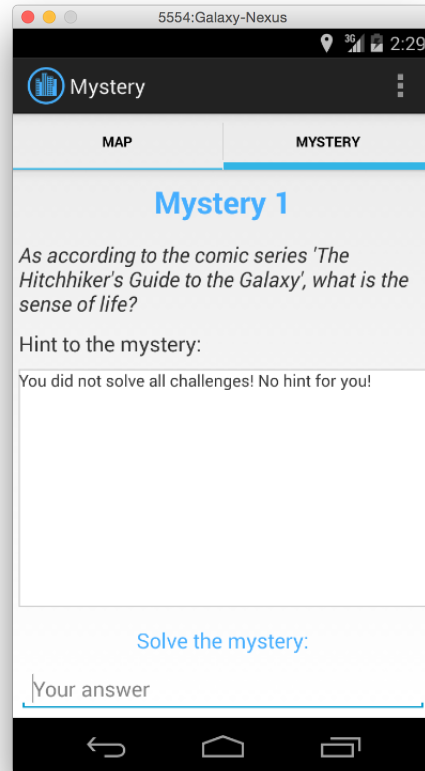 5554:Galaxy-Nexus
3G 2:29
Mystery
MAP MYSTERY
Mystery 1
As according to the comic series 'The
Hitchhiker's Guide to the Galaxy', what is the
sense of life?
Hint to the mystery:
You did not solve all challenges! No hint for you!
Solve the mystery:
Your answer